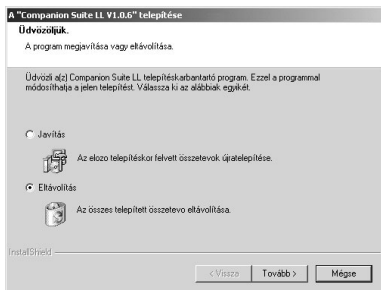 A "Companion Suite LL V1.0.6" telepítése
Üdvözöljük.
A program megjavítása vagy eltávolítása.
Üdvözli a(z) Companion Suite LL telepítéskarbantartó program. Ezzel a programmal
módosíthatja a jelen telepítést. Válassza ki az alábbiak egyikét.
Javítás
Az elozo telepítéskor felvett összetevok újratelepítése.
Eltávolítás
Az összes telepített összetevo eltávolítása.
InstallShield
< Vissza Tovább > Mégse